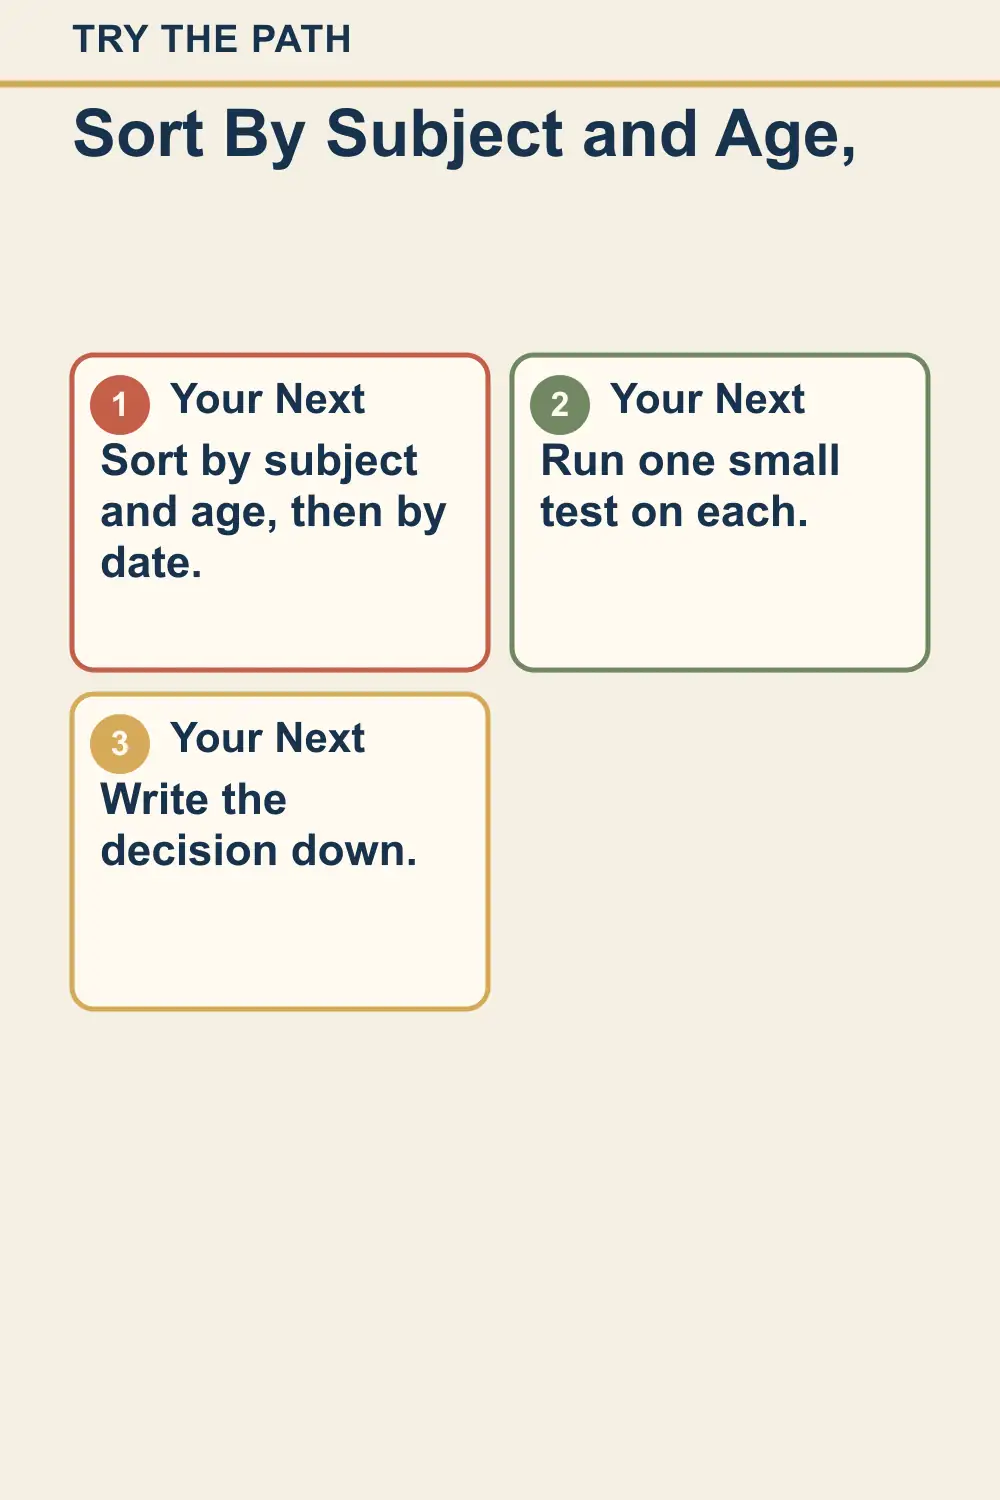 TRY THE PATH
Sort By Subject and Age,
1 Your Next
Sort by subject
and age, then by
date.
2 Your Next
Run one small
test on each.
3 Your Next
Write the
decision down.